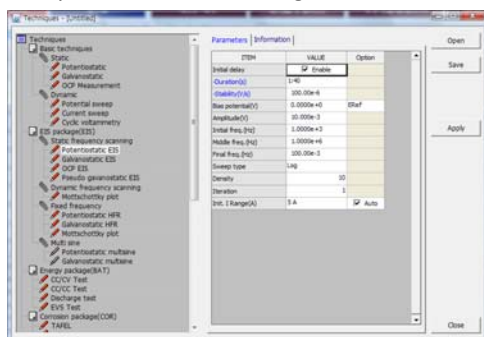 Techniques - [Untitled]
Techniques
Basic techniques
Static
Potentiostatic
Galvanostatic
OCP Measurement
Dynamic
Potential sweep
Current sweep
Cyclic voltammetry
EIS package(EIS)
Static frequency scanning
Potentiostatic EIS
Galvanostatic EIS
OCP EIS
Pseudo gavanostatic EIS
Dynamic frequency scanning
Mottschottky plot
Fixed frequency
Potentiostatic HFR
Galvanostatic HFR
Mottschottky plot
Multi sine
Potentiostatic multisine
Galvanostatic multisine
Energy package(BAT)
CC/CV Test
CC/CC Test
Discharge test
EVS Test
Corrosion package(COR)
TAFEL
Parameters Information
ITEM VALUE Option
Initial delay Enable
-Duration(s) 1:40
-Stability(V/s) 100.00e-6
Bias potential(V) 0.0000e+0 ERef
Amplitude(V) 10.000e-3
Initial freq.(Hz) 1.0000e+3
Middle freq.(Hz) 1.0000e+6
Final freq.(Hz) 100.00e-3
Sweep type Log
Density 10
Iteration 1
Init. I Range(A) 5 A Auto
Open
Save
Apply
Close